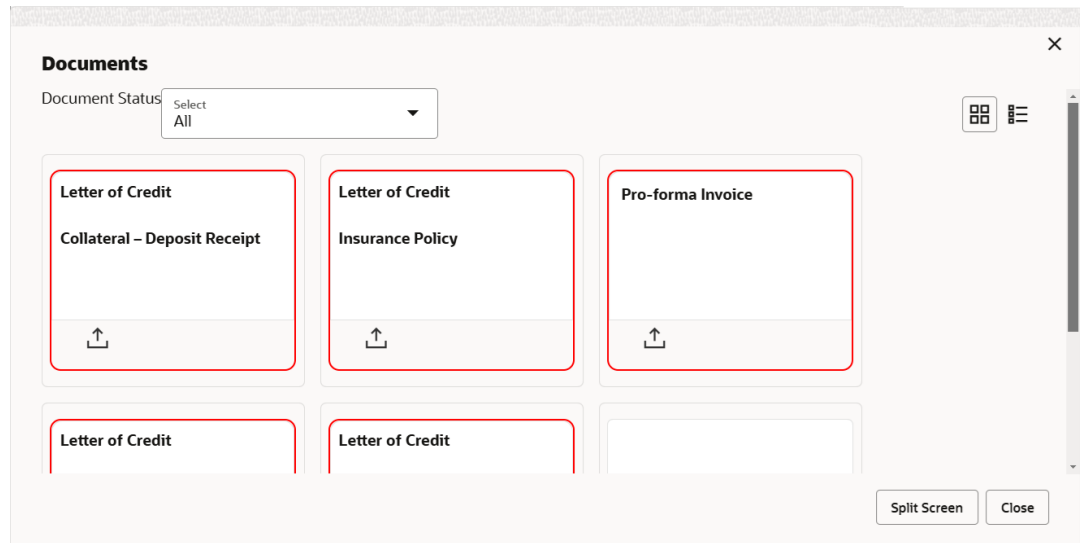 Documents
Document Status
Select
All
Letter of Credit
Collateral – Deposit Receipt
Letter of Credit
Insurance Policy
Pro-forma Invoice
Letter of Credit
Letter of Credit
Split Screen
Close